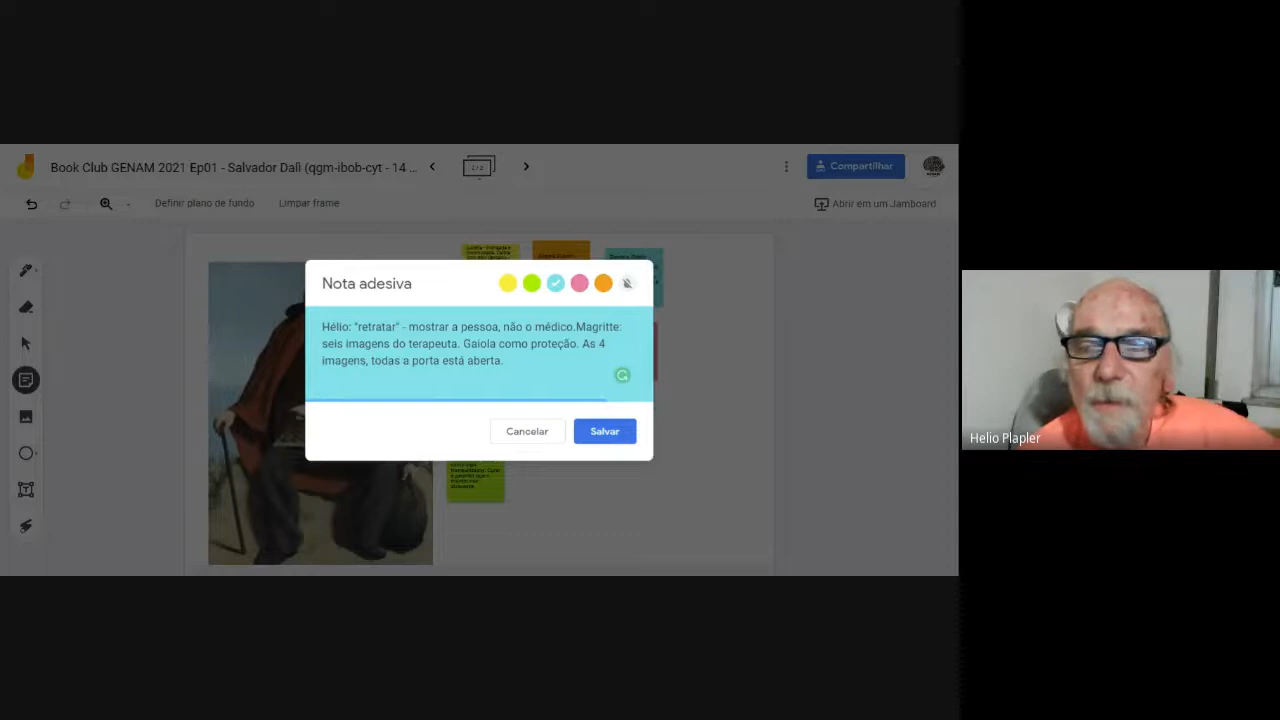 Book Club GENAM 2021 Ep01 - Salvador Dalì (qgm-ibob-cyt - 14 ...
Compartilhar
Definir plano de fundo
Limpar frame
Abrir em um Jamboard
Nota adesiva
Hélio: "retratar" - mostrar a pessoa, não o médico.Magritte:
seis imagens do terapeuta. Gaiola como proteção. As 4
imagens, todas a porta está aberta.
Cancelar
Salvar
Helio Plapler